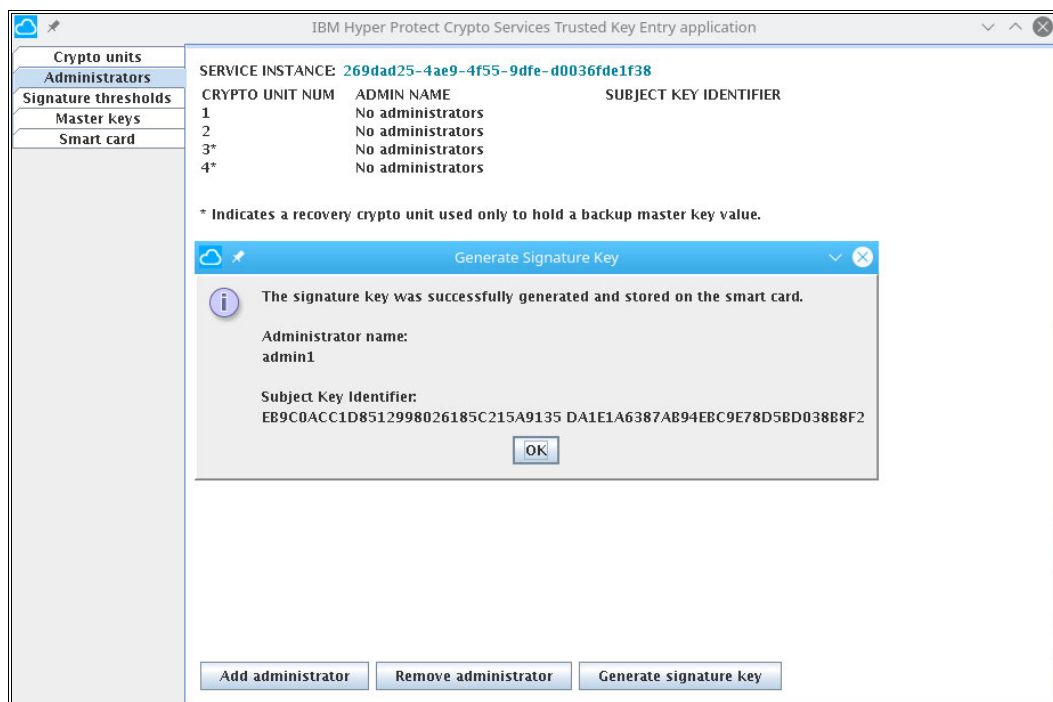 IBM Hyper Protect Crypto Services Trusted Key Entry application
Crypto units
Administrators
Signature thresholds
Master keys
Smart card
SERVICE INSTANCE: 269dad25-4ae9-4f55-9dfe-d0036fde1f38
CRYPTO UNIT NUM ADMIN NAME SUBJECT KEY IDENTIFIER
1 No administrators
2 No administrators
3* No administrators
4* No administrators
* Indicates a recovery crypto unit used only to hold a backup master key value.
Generate Signature Key
The signature key was successfully generated and stored on the smart card.
Administrator name:
admin1
Subject Key Identifier:
EB9C0ACC1D8512998026185C215A9135 DA1E1A6387AB94EBC9E78D5BD038B8F2
OK
Add administrator Remove administrator Generate signature key